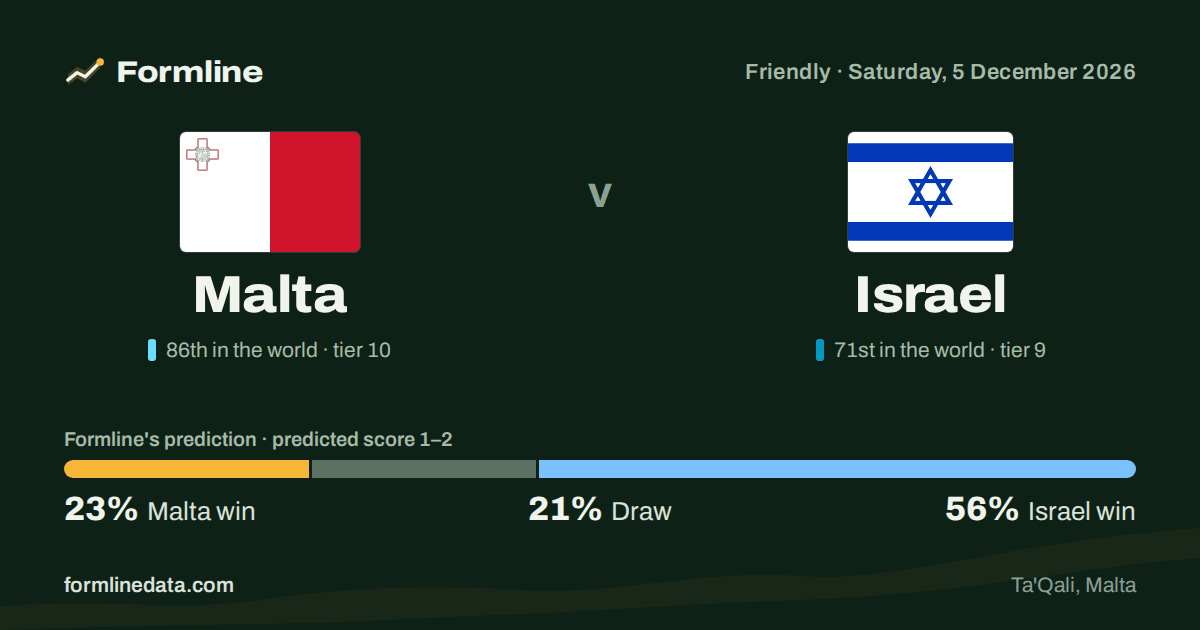 Formline
Friendly · Saturday, 5 December 2026
v
Malta
Israel
86th in the world · tier 10
71st in the world · tier 9
Formline's prediction · predicted score 1–2
23% Malta win
21% Draw
56% Israel win
formlinedata.com
Ta'Qali, Malta